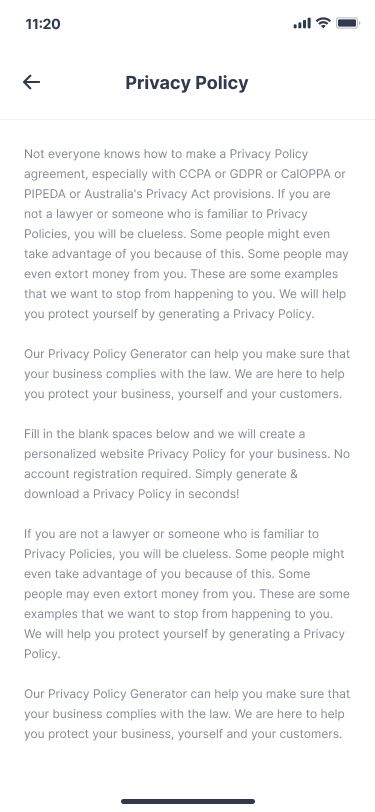 11:20
Privacy Policy
Not everyone knows how to make a Privacy Policy
agreement, especially with CCPA or GDPR or CalOPPA or
PIPEDA or Australia's Privacy Act provisions. If you are
not a lawyer or someone who is familiar to Privacy
Policies, you will be clueless. Some people might even
take advantage of you because of this. Some people may
even extort money from you. These are some examples
that we want to stop from happening to you. We will help
you protect yourself by generating a Privacy Policy.
Our Privacy Policy Generator can help you make sure that
your business complies with the law. We are here to help
you protect your business, yourself and your customers.
Fill in the blank spaces below and we will create a
personalized website Privacy Policy for your business. No
account registration required. Simply generate &
download a Privacy Policy in seconds!
If you are not a lawyer or someone who is familiar to
Privacy Policies, you will be clueless. Some people might
even take advantage of you because of this. Some
people may even extort money from you. These are some
examples that we want to stop from happening to you.
We will help you protect yourself by generating a Privacy
Policy.
Our Privacy Policy Generator can help you make sure that
your business complies with the law. We are here to help
you protect your business, yourself and your customers.